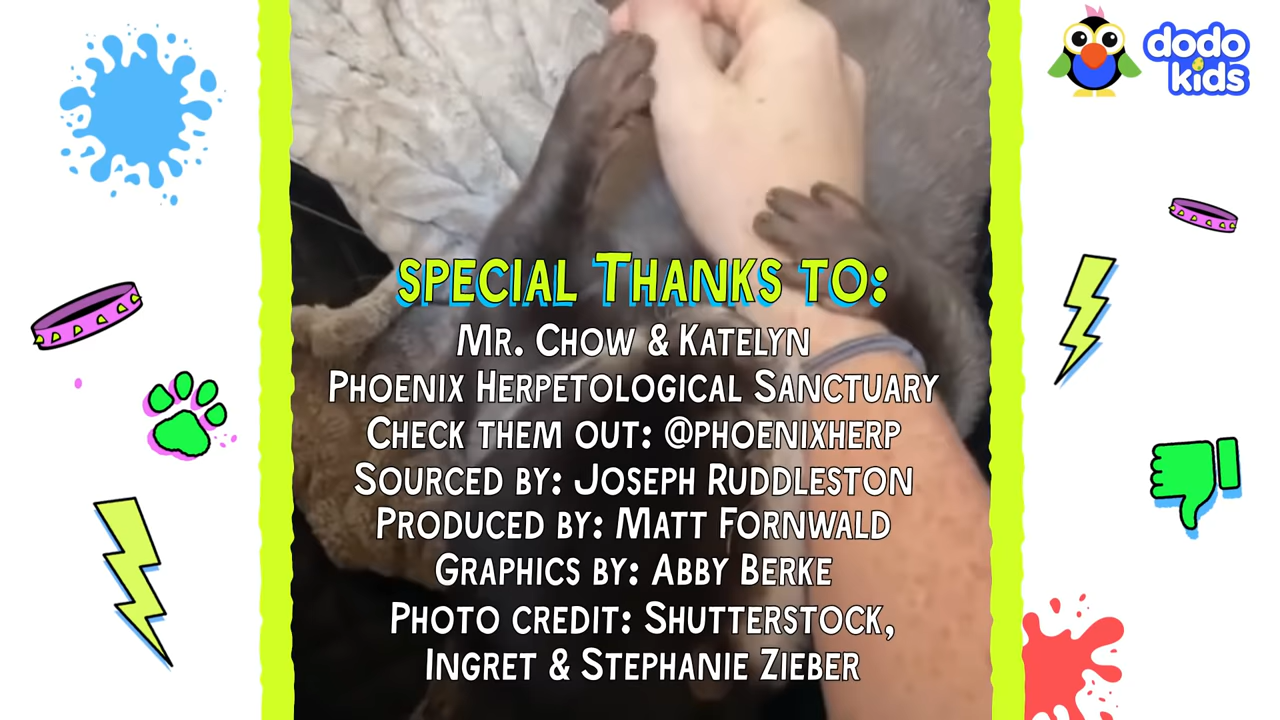 dodo
kids
SPECIAL THANKS TO:
MR. CHOW & KATELYN
PHOENIX HERPETOLOGICAL SANCTUARY
CHECK THEM OUT: @PHOENIXHERP
SOURCED BY: JOSEPH RUDDLESTON
PRODUCED BY: MATT FORNWALD
GRAPHICS BY: ABBY BERKE
PHOTO CREDIT: SHUTTERSTOCK,
INGRET & STEPHANIE ZIEBER